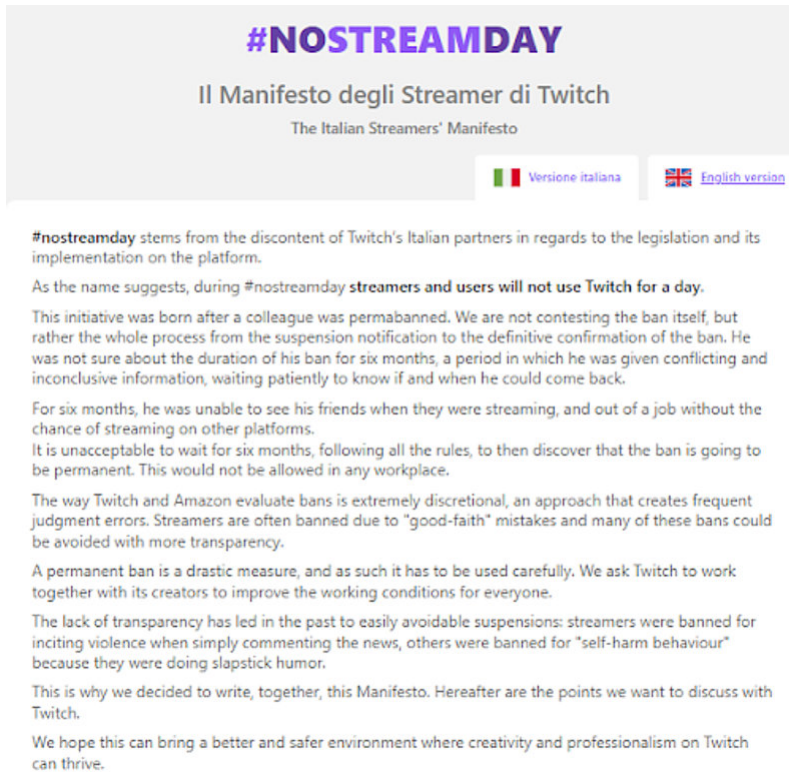 #NOSTREAMDAY
Il Manifesto degli Streamer di Twitch
The Italian Streamers' Manifesto
Versione italiana
English version
#nostreamday stems from the discontent of Twitch's Italian partners in regards to the legislation and its
implementation on the platform.
As the name suggests, during #nostreamday streamers and users will not use Twitch for a day.
This initiative was born after a colleague was permabanned. We are not contesting the ban itself, but
rather the whole process from the suspension notification to the definitive confirmation of the ban. He
was not sure about the duration of his ban for six months, a period in which he was given conflicting and
inconclusive information, waiting patiently to know if and when he could come back.
For six months, he was unable to see his friends when they were streaming, and out of a job without the
chance of streaming on other platforms.
It is unacceptable to wait for six months, following all the rules, to then discover that the ban is going to
be permanent. This would not be allowed in any workplace.
The way Twitch and Amazon evaluate bans is extremely discretional, an approach that creates frequent
judgment errors. Streamers are often banned due to "good-faith" mistakes and many of these bans could
be avoided with more transparency.
A permanent ban is a drastic measure, and as such it has to be used carefully. We ask Twitch to work
together with its creators to improve the working conditions for everyone.
The lack of transparency has led in the past to easily avoidable suspensions: streamers were banned for
inciting violence when simply commenting the news, others were banned for "self-harm behaviour"
because they were doing slapstick humor.
This is why we decided to write, together, this Manifesto. Hereafter are the points we want to discuss with
Twitch.
We hope this can bring a better and safer environment where creativity and professionalism on Twitch
can thrive.